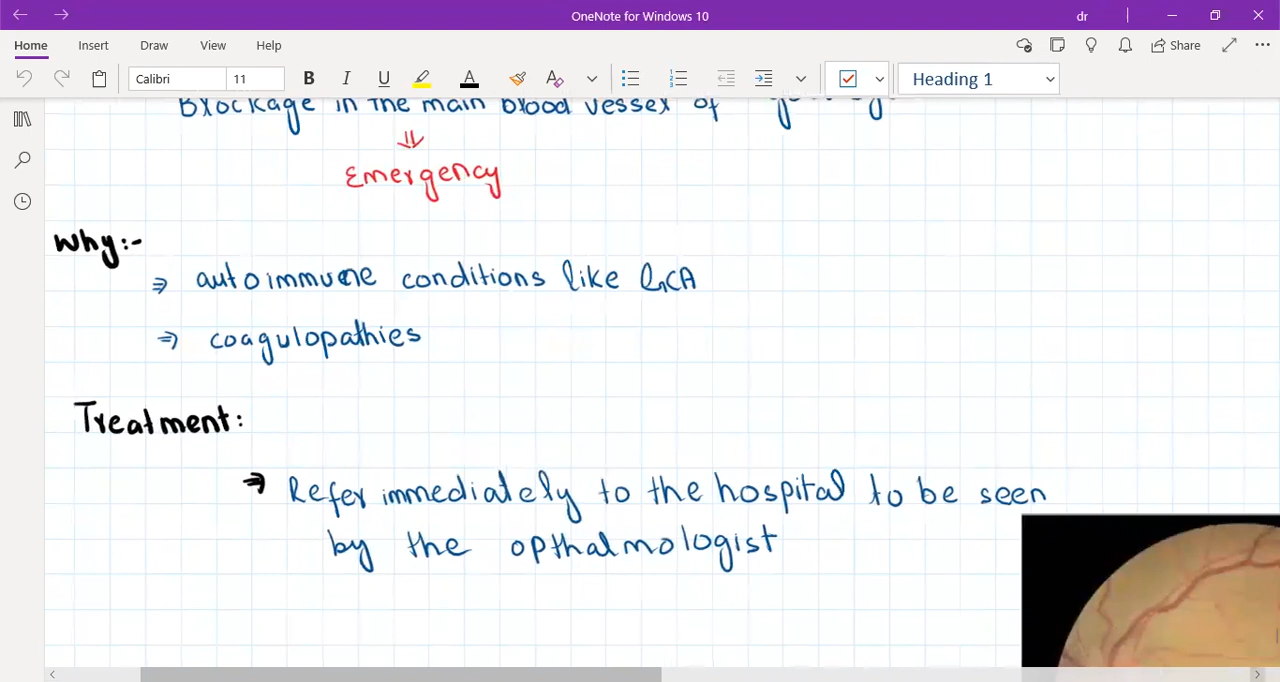 OneNote for Windows 10
dr
Home Insert Draw View Help
Share
Calibri 11 B I U A A Heading 1
Blockage in the main blood vessel of
Emergency
Why:-
⇒ autoimmune conditions like GCA
⇒ coagulopathies
Treatment:
⇒ Refer immediately to the hospital to be seen
by the opthalmologist